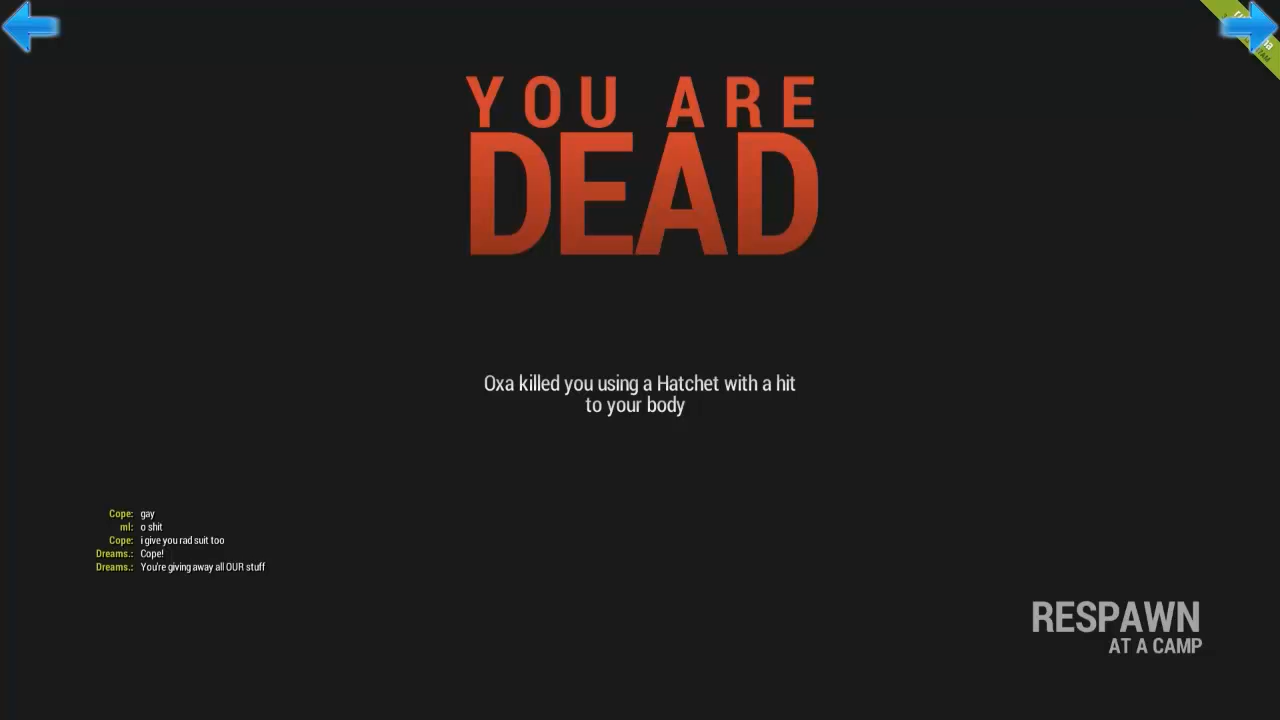 YOU ARE
DEAD
Oxa killed you using a Hatchet with a hit
to your body
Cope: gay
ml: o shit
Cope: i give you rad suit too
Dreams.: Cope!
Dreams.: You're giving away all OUR stuff
RESPAWN
AT A CAMP